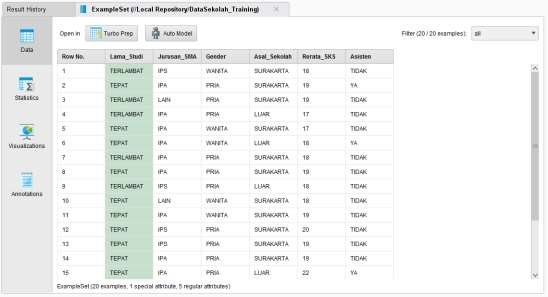 Result History
ExampleSet (//Local Repository/DataSekolah_Training)
Data
Statistics
Visualizations
Annotations
Open in Turbo Prep Auto Model Filter (20 / 20 examples): all
Row No. Lama_Studi Jurusan_SMA Gender Asal_Sekolah Rerata_SKS Asisten
1 TERLAMBAT IPS WANITA SURAKARTA 18 TIDAK
2 TEPAT IPA PRIA SURAKARTA 19 YA
3 TERLAMBAT LAIN PRIA SURAKARTA 19 TIDAK
4 TERLAMBAT IPA PRIA LUAR 17 TIDAK
5 TEPAT IPA WANITA SURAKARTA 17 TIDAK
6 TEPAT IPA WANITA LUAR 18 YA
7 TERLAMBAT IPA PRIA SURAKARTA 18 TIDAK
8 TEPAT IPA PRIA SURAKARTA 19 TIDAK
9 TERLAMBAT IPS PRIA LUAR 18 TIDAK
10 TEPAT LAIN WANITA SURAKARTA 18 TIDAK
11 TEPAT IPA WANITA SURAKARTA 19 TIDAK
12 TEPAT IPS PRIA SURAKARTA 20 TIDAK
13 TEPAT IPS PRIA SURAKARTA 19 TIDAK
14 TEPAT IPA PRIA SURAKARTA 19 TIDAK
15 TEPAT IPA PRIA LUAR 22 YA
ExampleSet (20 examples, 1 special attribute, 5 regular attributes)